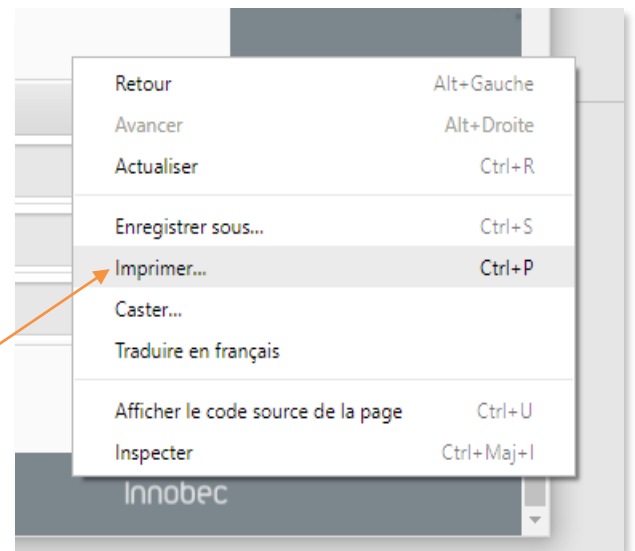 Retour Alt+Gauche
Avancer Alt+Droite
Actualiser Ctrl+R
Enregistrer sous... Ctrl+S
Imprimer... Ctrl+P
Caster...
Traduire en français
Afficher le code source de la page Ctrl+U
Inspecter Ctrl+Maj+I
Innobec